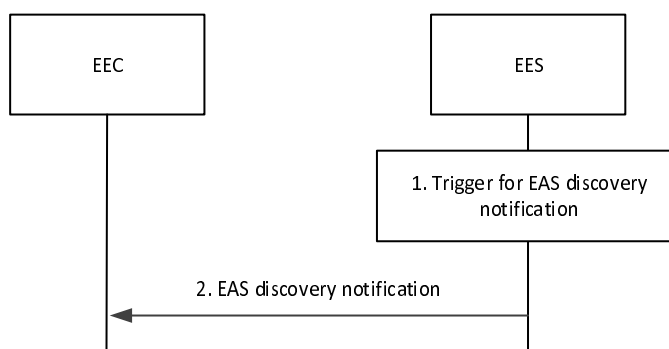 EEC
EES
1. Trigger for EAS discovery
notification
2. EAS discovery notification